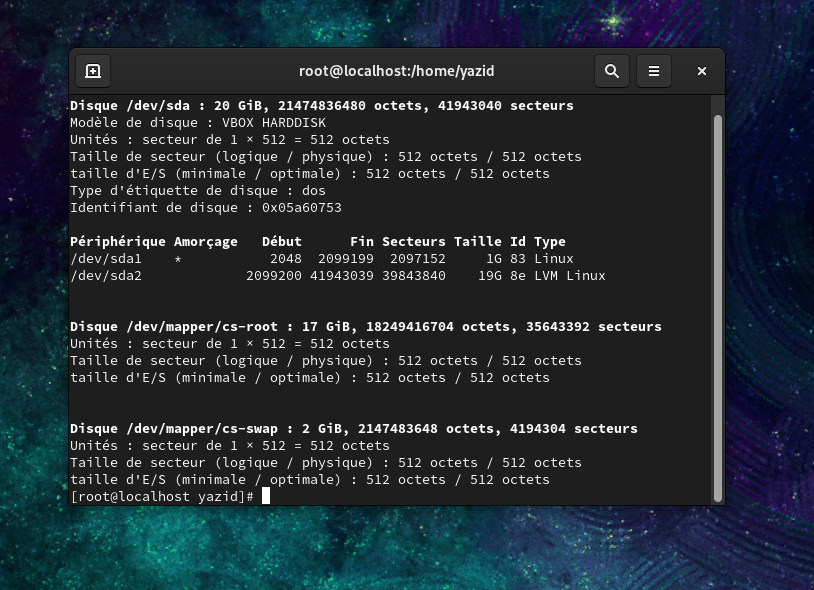 root@localhost:/home/yazid
Disque /dev/sda : 20 GiB, 21474836480 octets, 41943040 secteurs
Modèle de disque : VBOX HARDDISK
Unités : secteur de 1 × 512 = 512 octets
Taille de secteur (logique / physique) : 512 octets / 512 octets
taille d'E/S (minimale / optimale) : 512 octets / 512 octets
Type d'étiquette de disque : dos
Identifiant de disque : 0x05a60753
Périphérique Amorçage Début Fin Secteurs Taille Id Type
/dev/sda1 * 2048 2099199 2097152 1G 83 Linux
/dev/sda2 2099200 41943039 39843840 19G 8e LVM Linux
Disque /dev/mapper/cs-root : 17 GiB, 18249416704 octets, 35643392 secteurs
Unités : secteur de 1 × 512 = 512 octets
Taille de secteur (logique / physique) : 512 octets / 512 octets
taille d'E/S (minimale / optimale) : 512 octets / 512 octets
Disque /dev/mapper/cs-swap : 2 GiB, 2147483648 octets, 4194304 secteurs
Unités : secteur de 1 × 512 = 512 octets
Taille de secteur (logique / physique) : 512 octets / 512 octets
taille d'E/S (minimale / optimale) : 512 octets / 512 octets
[root@localhost yazid]#